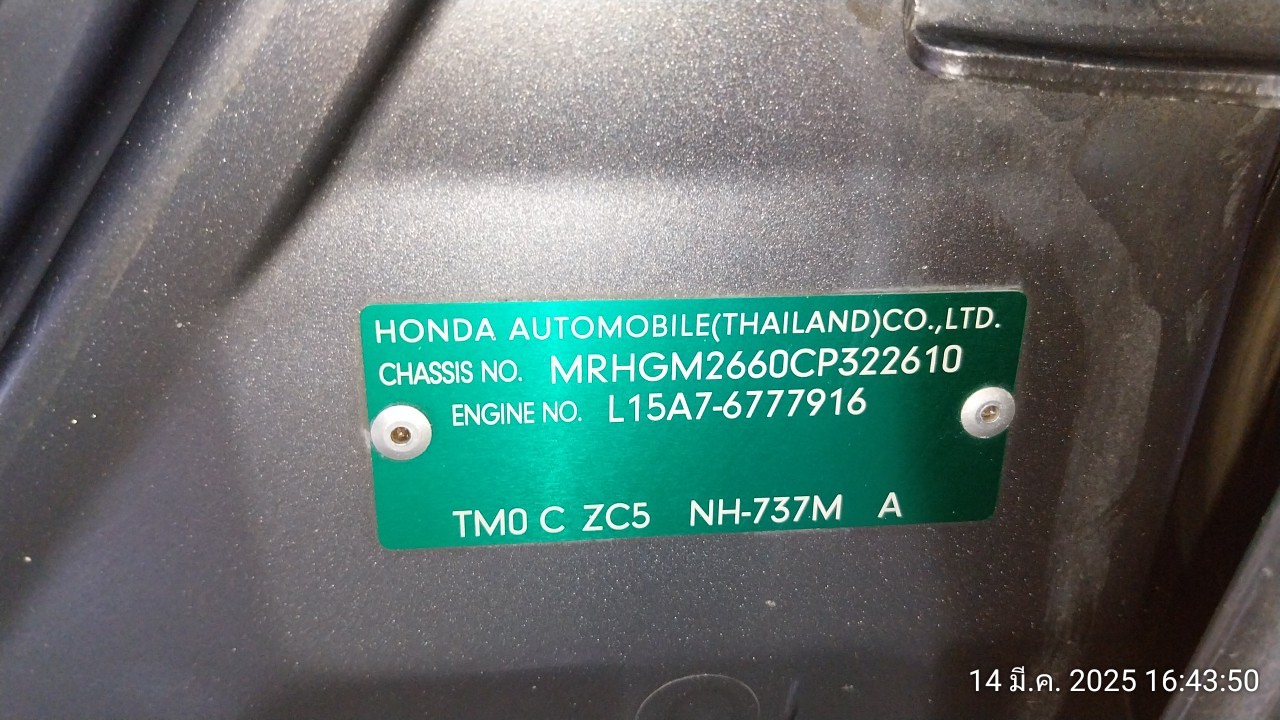 HONDA AUTOMOBILE(THAILAND)CO.,LTD.
CHASSIS NO. MRHGM2660CP322610
ENGINE NO. L15A7-6777916
TM0 C ZC5 NH-737M A
14 มี.ค. 2025 16:43:50